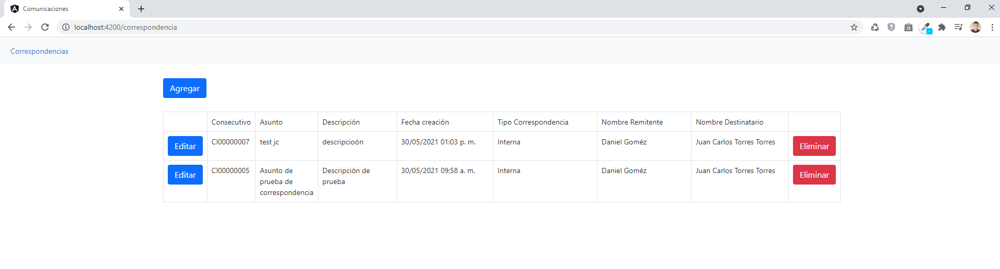 Comunicaciones
localhost:4200/correspondencia
Correspondencias
Agregar
Consecutivo Asunto Descripción Fecha creación Tipo Correspondencia Nombre Remitente Nombre Destinatario
Editar CI00000007 test jc descripcioón 30/05/2021 01:03 p. m. Interna Daniel Goméz Juan Carlos Torres Torres Eliminar
Editar CI00000005 Asunto de Descripción de 30/05/2021 09:58 a. m. Interna Daniel Goméz Juan Carlos Torres Torres Eliminar
prueba de prueba
correspondencia